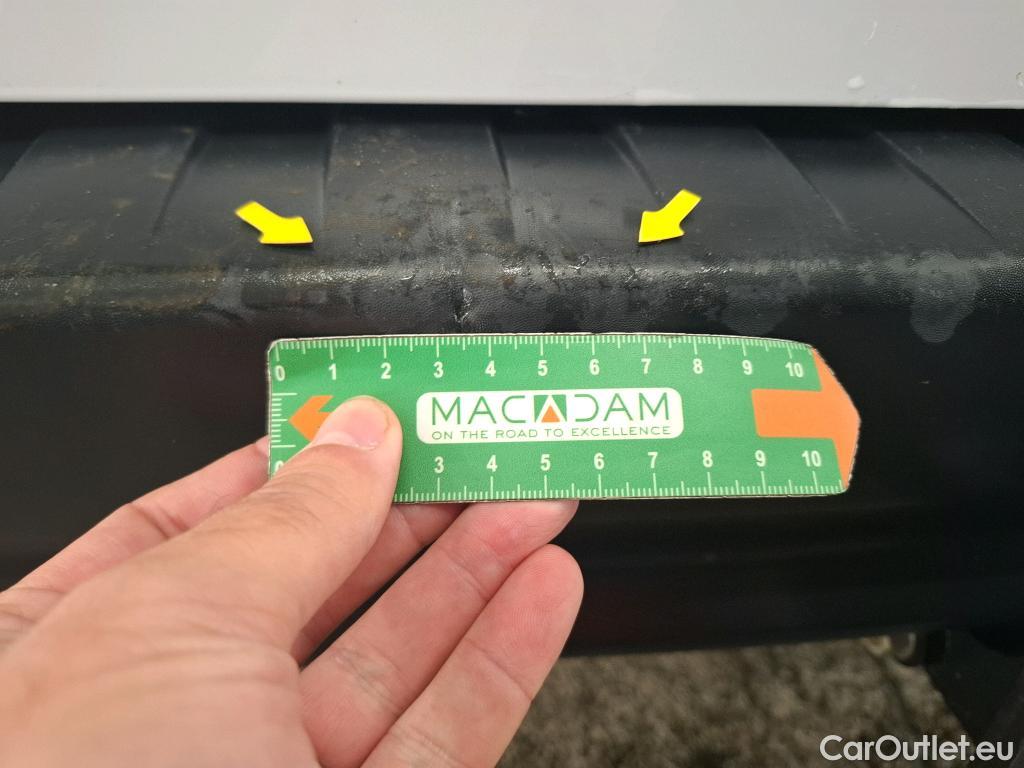 0 1 2 3 4 5 6 7 8 9 10
MACADAM
ON THE ROAD TO EXCELLENCE
0 3 4 5 6 7 8 9 10
CarOutlet.eu